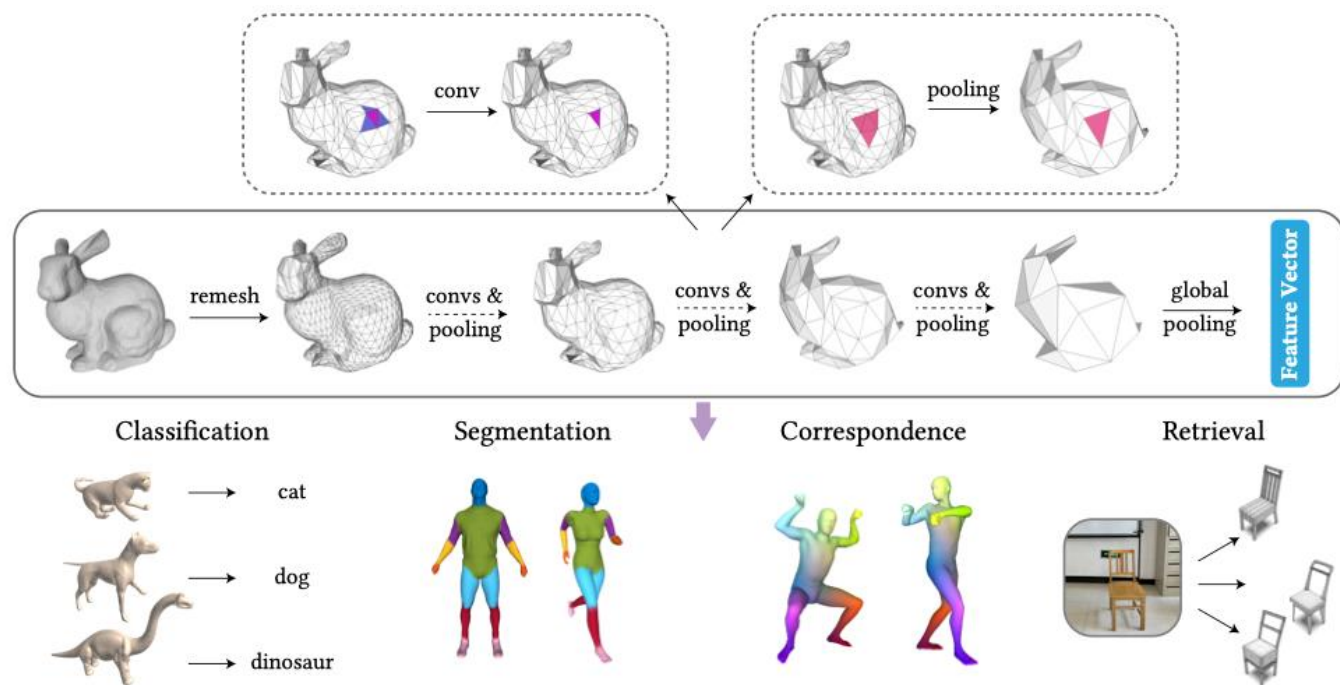 conv
pooling
remesh
convs &
pooling
convs &
pooling
convs &
pooling
global
pooling
Feature Vector
Classification
Segmentation
Correspondence
Retrieval
cat
dog
dinosaur